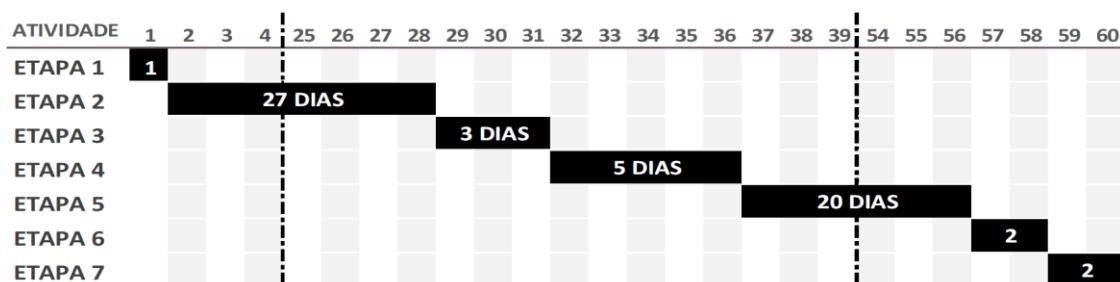 ATIVIDADE 1 2 3 4 25 26 27 28 29 30 31 32 33 34 35 36 37 38 39 54 55 56 57 58 59 60
ETAPA 1 1
ETAPA 2 27 DIAS
ETAPA 3 3 DIAS
ETAPA 4 5 DIAS
ETAPA 5 20 DIAS
ETAPA 6 2
ETAPA 7 2